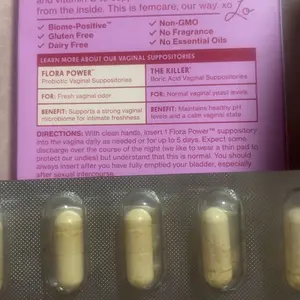 from the inside. This is femcare; our way. xo
Lo
✓ Bioms-Positive™
✓ Non-GMO
✓ Gluten Free
✓ No Fragrance
✓ Dairy Free
✓ No Essential Oils
LEARN MORE ABOUT OUR VAGINAL SUPPOSITORIES
FLORA POWER™
Probiotic Vaginal Suppositories
THE KILLER™
Boric Acid Vaginal Suppositories
FOR: Fresh vaginal odor
FOR: Normal vaginal yeast levels
BENEFIT: Supports a strong vaginal
microbiome for intimate freshness
BENEFIT: Maintains healthy pH
levels and a calm vaginal state
DIRECTIONS: With clean hands, insert 1 Flora Power™ suppository
into the vagina daily as needed or for up to 5 days. Expect some
discharge over the course of the night (we like to wear a thin pad to
protect our undies) but understand that this is normal. You should
always insert after you have fully emptied your bladder, especially
after sexual intercourse.